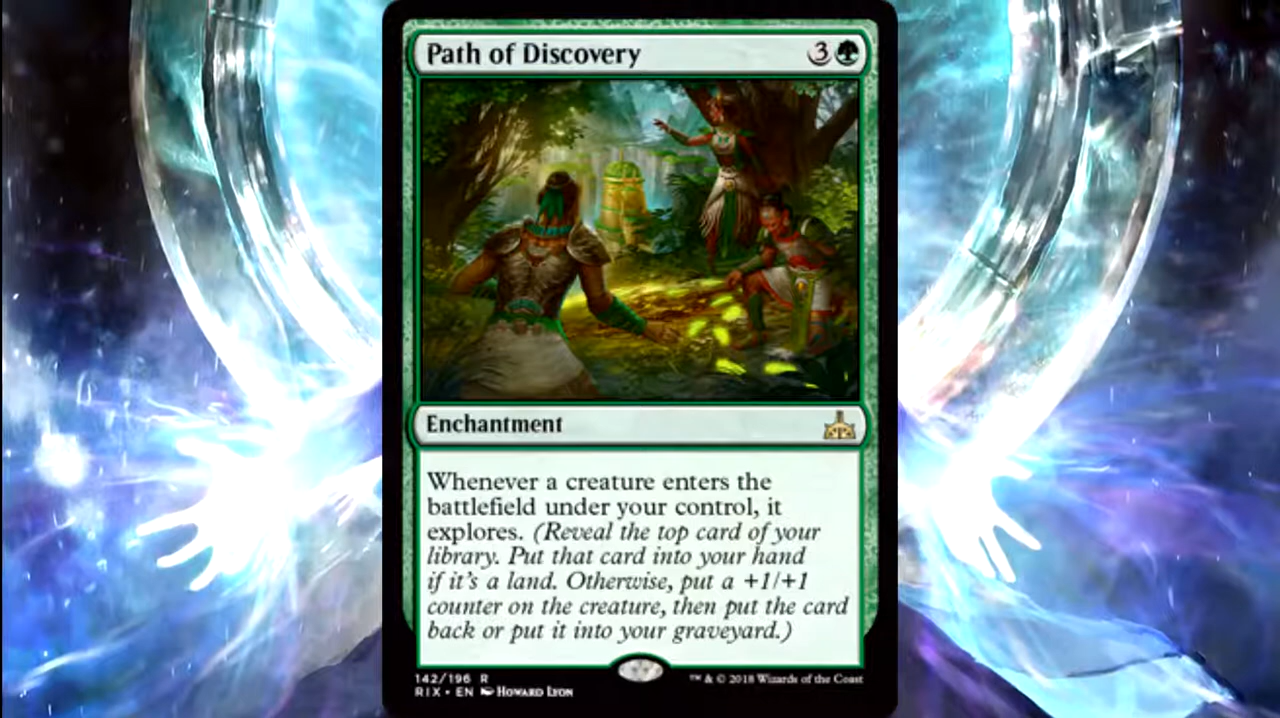 Path of Discovery 3
Enchantment
Whenever a creature enters the
battlefield under your control, it
explores. (Reveal the top card of your
library. Put that card into your hand
if it's a land. Otherwise, put a +1/+1
counter on the creature, then put the card
back or put it into your graveyard.)
142/196 R
RIX • EN Howard Lyon
™ & © 2018 Wizards of the Coast